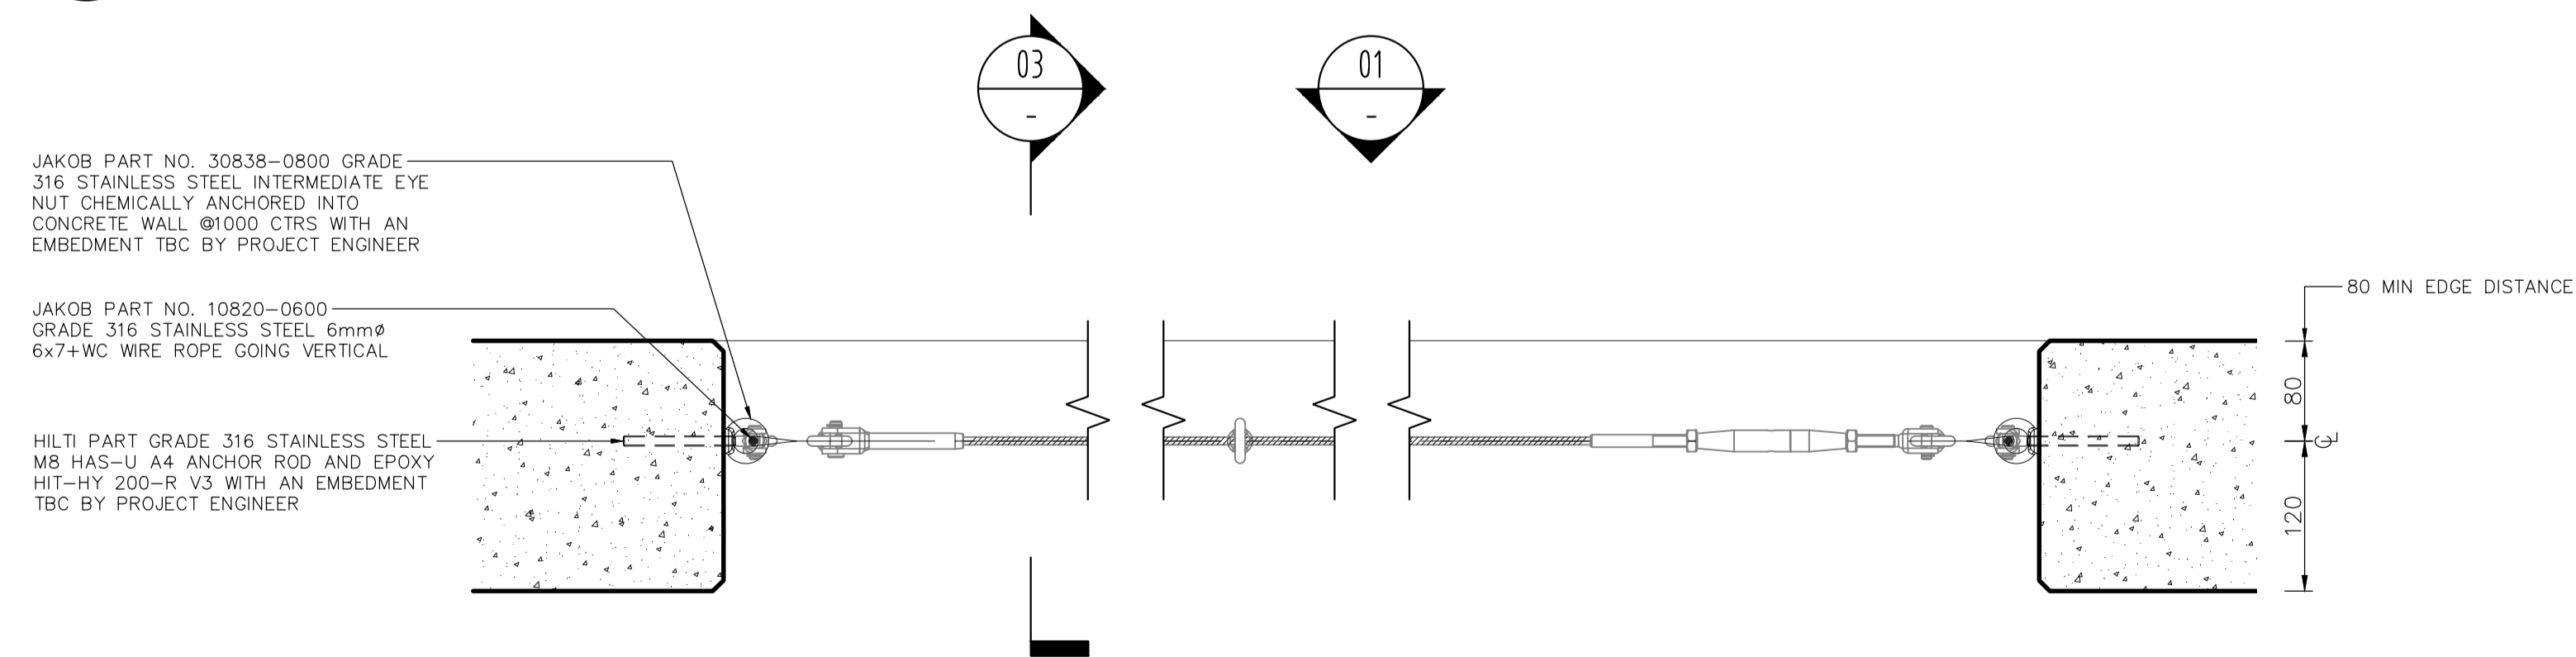 03
-
01
-
JAKOB PART NO. 30838-0800 GRADE
316 STAINLESS STEEL INTERMEDIATE EYE
NUT CHEMICALLY ANCHORED INTO
CONCRETE WALL @1000 CTRS WITH AN
EMBEDMENT TBC BY PROJECT ENGINEER
JAKOB PART NO. 10820-0600
GRADE 316 STAINLESS STEEL 6mmø
6x7+WC WIRE ROPE GOING VERTICAL
HILTI PART GRADE 316 STAINLESS STEEL
M8 HAS-U A4 ANCHOR ROD AND EPOXY
HIT-HY 200-R V3 WITH AN EMBEDMENT
TBC BY PROJECT ENGINEER
80 MIN EDGE DISTANCE
80
℄
120